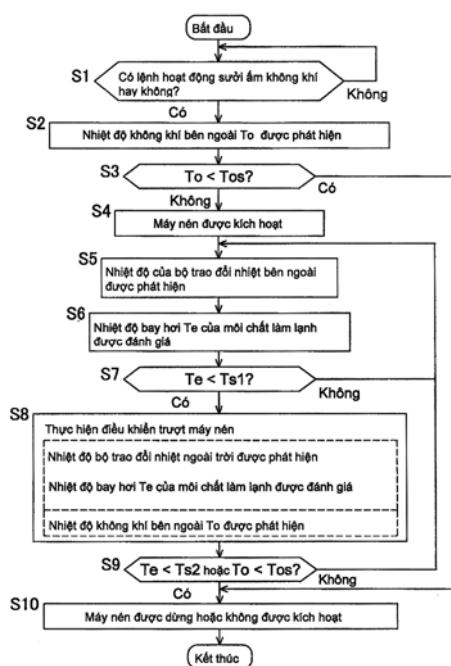 Bắt đầu
S1
Có lệnh hoạt động sưởi ấm không khí
hay không?
Không
Có
S2
Nhiệt độ không khí bên ngoài To được phát hiện
S3
To < Tos?
Có
Không
S4
Máy nén được kích hoạt
S5
Nhiệt độ của bộ trao đổi nhiệt bên ngoài
được phát hiện
S6
Nhiệt độ bay hơi Te của môi chất làm lạnh
được đánh giá
S7
Te < Ts1?
Không
Có
S8
Thực hiện điều khiển trượt máy nén
Nhiệt độ bộ trao đổi nhiệt ngoài trời được phát hiện
Nhiệt độ bay hơi Te của môi chất làm lạnh được đánh giá
Nhiệt độ không khí bên ngoài To được phát hiện
S9
Te < Ts2 hoặc To < Tos?
Không
Có
S10
Máy nén được dừng hoặc không được kích hoạt
Kết thúc